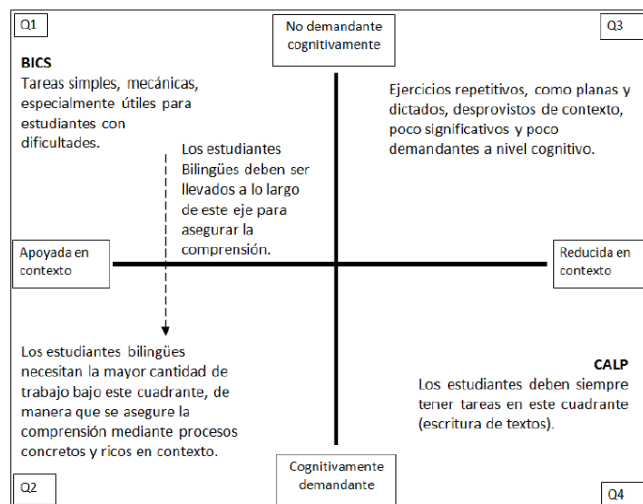 Q1
No demandante
cognitivamente
Q3
BICS
Tareas simples, mecánicas,
especialmente útiles para
estudiantes con
dificultades.
Ejercicios repetitivos, como planas y
dictados, desprovistos de contexto,
poco significativos y poco
demandantes a nivel cognitivo.
Los estudiantes
Bilingües deben ser
llevados a lo largo
de este eje para
asegurar la
comprensión.
Apoyada en
contexto
Reducida en
contexto
Los estudiantes bilingües
necesitan la mayor cantidad de
trabajo bajo este cuadrante, de
manera que se asegure la
comprensión mediante procesos
concretos y ricos en contexto.
CALP
Los estudiantes deben siempre
tener tareas en este cuadrante
(escritura de textos).
Q2
Cognitivamente
demandante
Q4